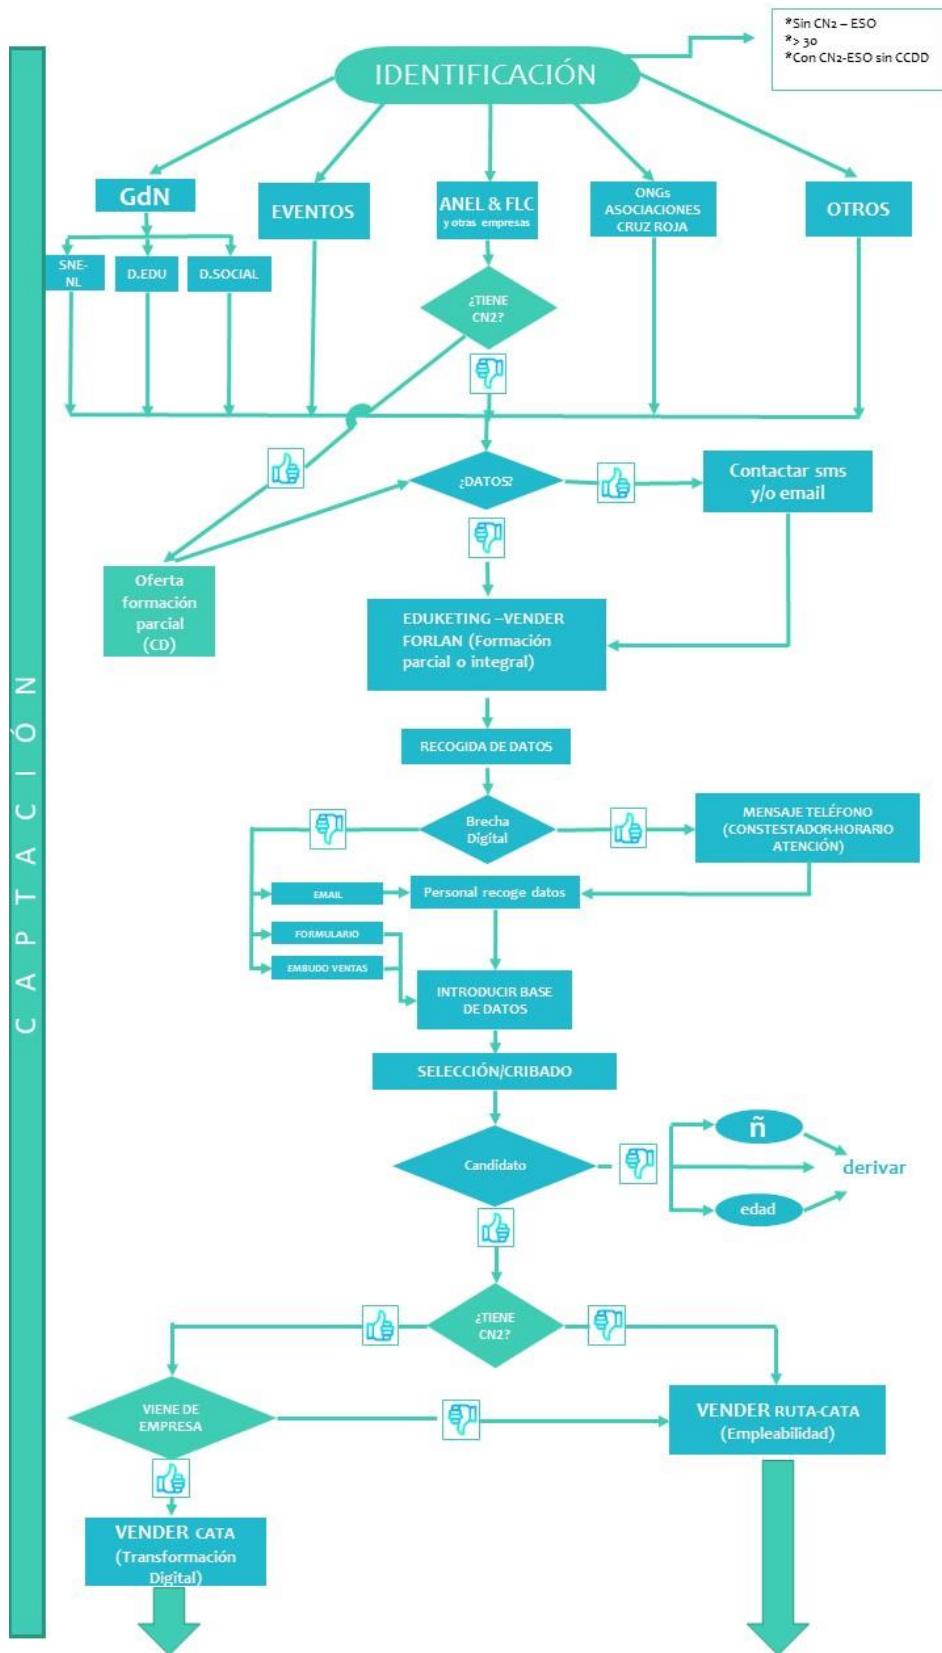 *Sin CN2 – ESO
*> 30
*Con CN2-ESO sin CCDD
IDENTIFICACIÓN
GdN
EVENTOS
ANEL & FLC
y otras empresas
ONGs
ASOCIACIONES
CRUZ ROJA
OTROS
SNE-
NL
D.EDU
D.SOCIAL
¿TIENE
CN2?
¿DATOS?
Contactar sms
y/o email
Oferta
formación
parcial
(CD)
EDUKETING –VENDER
FORLAN (Formación
parcial o integral)
RECOGIDA DE DATOS
Brecha
Digital
MENSAJE TELÉFONO
(CONSTESTADOR-HORARIO
ATENCIÓN)
EMAIL
Personal recoge datos
FORMULARIO
EMBUDO VENTAS
INTRODUCIR BASE
DE DATOS
SELECCIÓN/CRIBADO
Candidato
ñ
derivar
edad
¿TIENE
CN2?
VIENE DE
EMPRESA
VENDER RUTA-CATA
(Empleabilidad)
VENDER CATA
(Transformación
Digital)
CAPTACIÓN